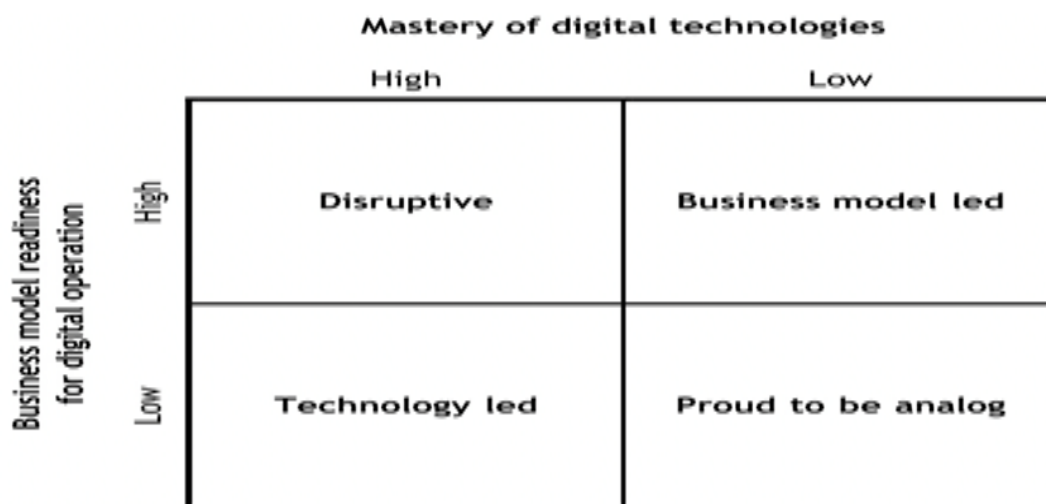 Mastery of digital technologies
High Low
Business model readiness
for digital operation
High
Disruptive Business model led
Low
Technology led Proud to be analog